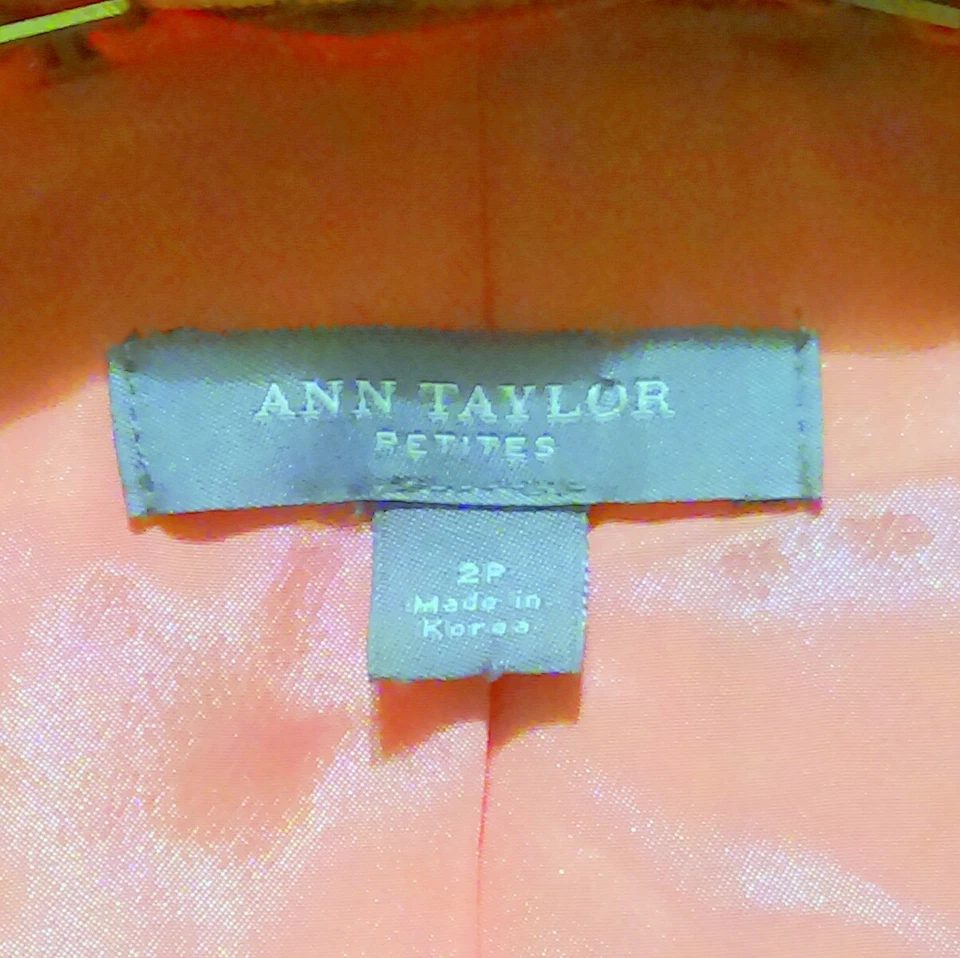 ANN TAYLOR
PETITES
2P
Made in
Korea